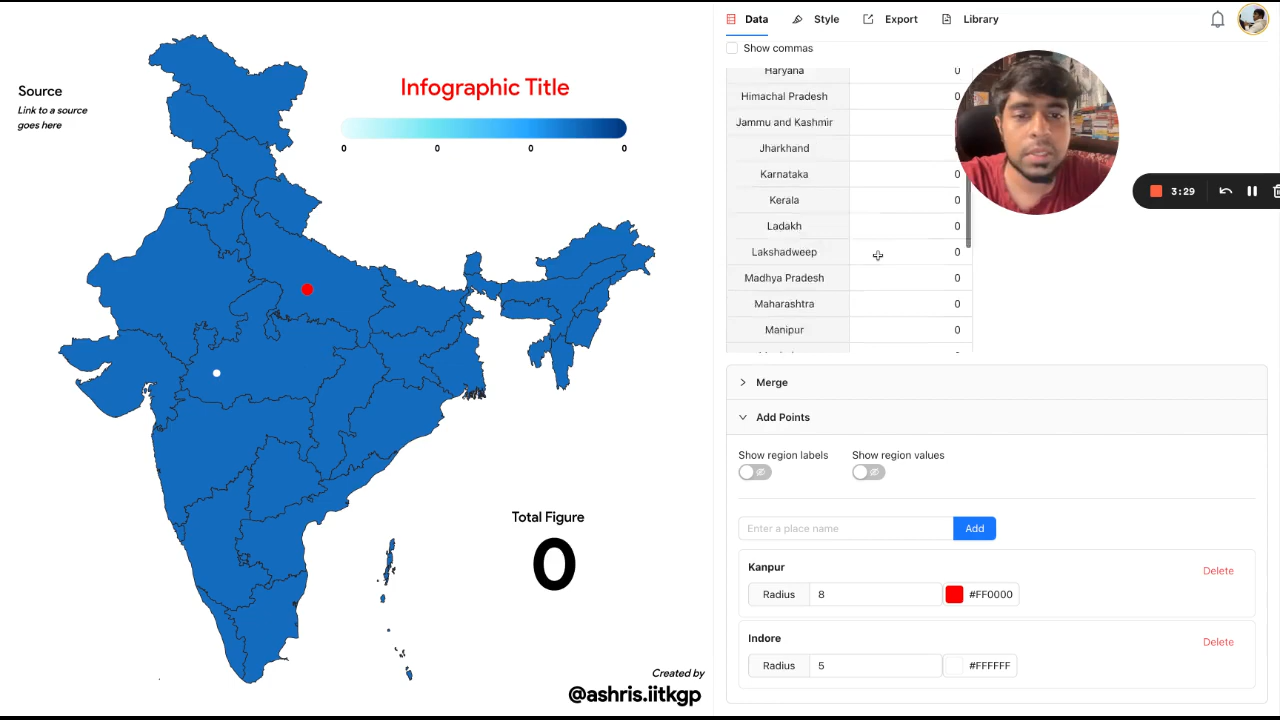 Source
Link to a source
goes here
Infographic Title
0 0 0 0
Total Figure
0
Created by
@ashris.iitkgp
Data Style Export Library
Show commas
Haryana 0
Himachal Pradesh 0
Jammu and Kashmir
Jharkhand
Karnataka 0
Kerala 0
Ladakh 0
Lakshadweep 0
Madhya Pradesh 0
Maharashtra 0
Manipur 0
3:29
Merge
Add Points
Show region labels Show region values
Enter a place name Add
Kanpur Delete
Radius 8 #FF0000
Indore Delete
Radius 5 #FFFFFF